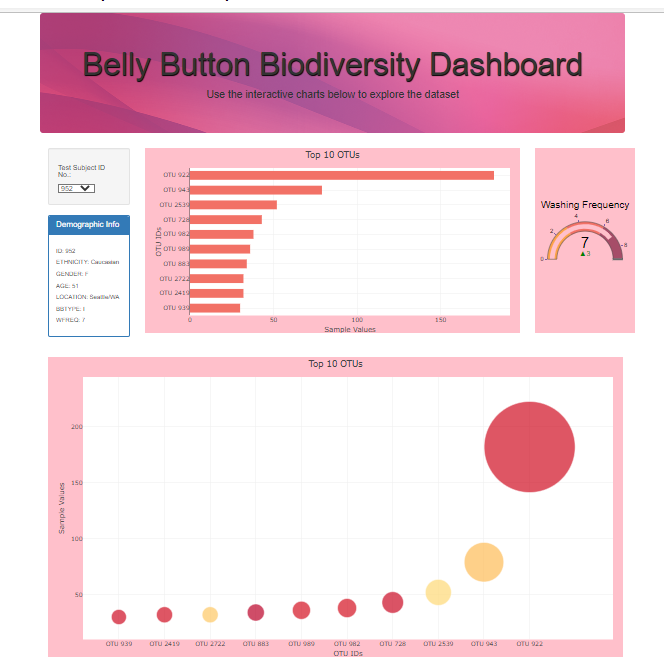 Belly Button Biodiversity Dashboard
Use the interactive charts below to explore the dataset
Test Subject ID
No.:
952
Demographic Info
ID: 952
ETHNICITY: Caucasian
GENDER: F
AGE: 51
LOCATION: Seattle/WA
BBTYPE: I
WFREQ: 7
Top 10 OTUs
OTU IDs
OTU 922
OTU 943
OTU 2539
OTU 728
OTU 982
OTU 989
OTU 883
OTU 2722
OTU 2419
OTU 939
0 50 100 150
Sample Values
Washing Frequency
0 2 4 6 8
7
▲3
Top 10 OTUs
Sample Values
200
150
100
50
OTU 939 OTU 2419 OTU 2722 OTU 883 OTU 989 OTU 982 OTU 728 OTU 2539 OTU 943 OTU 922
OTU IDs